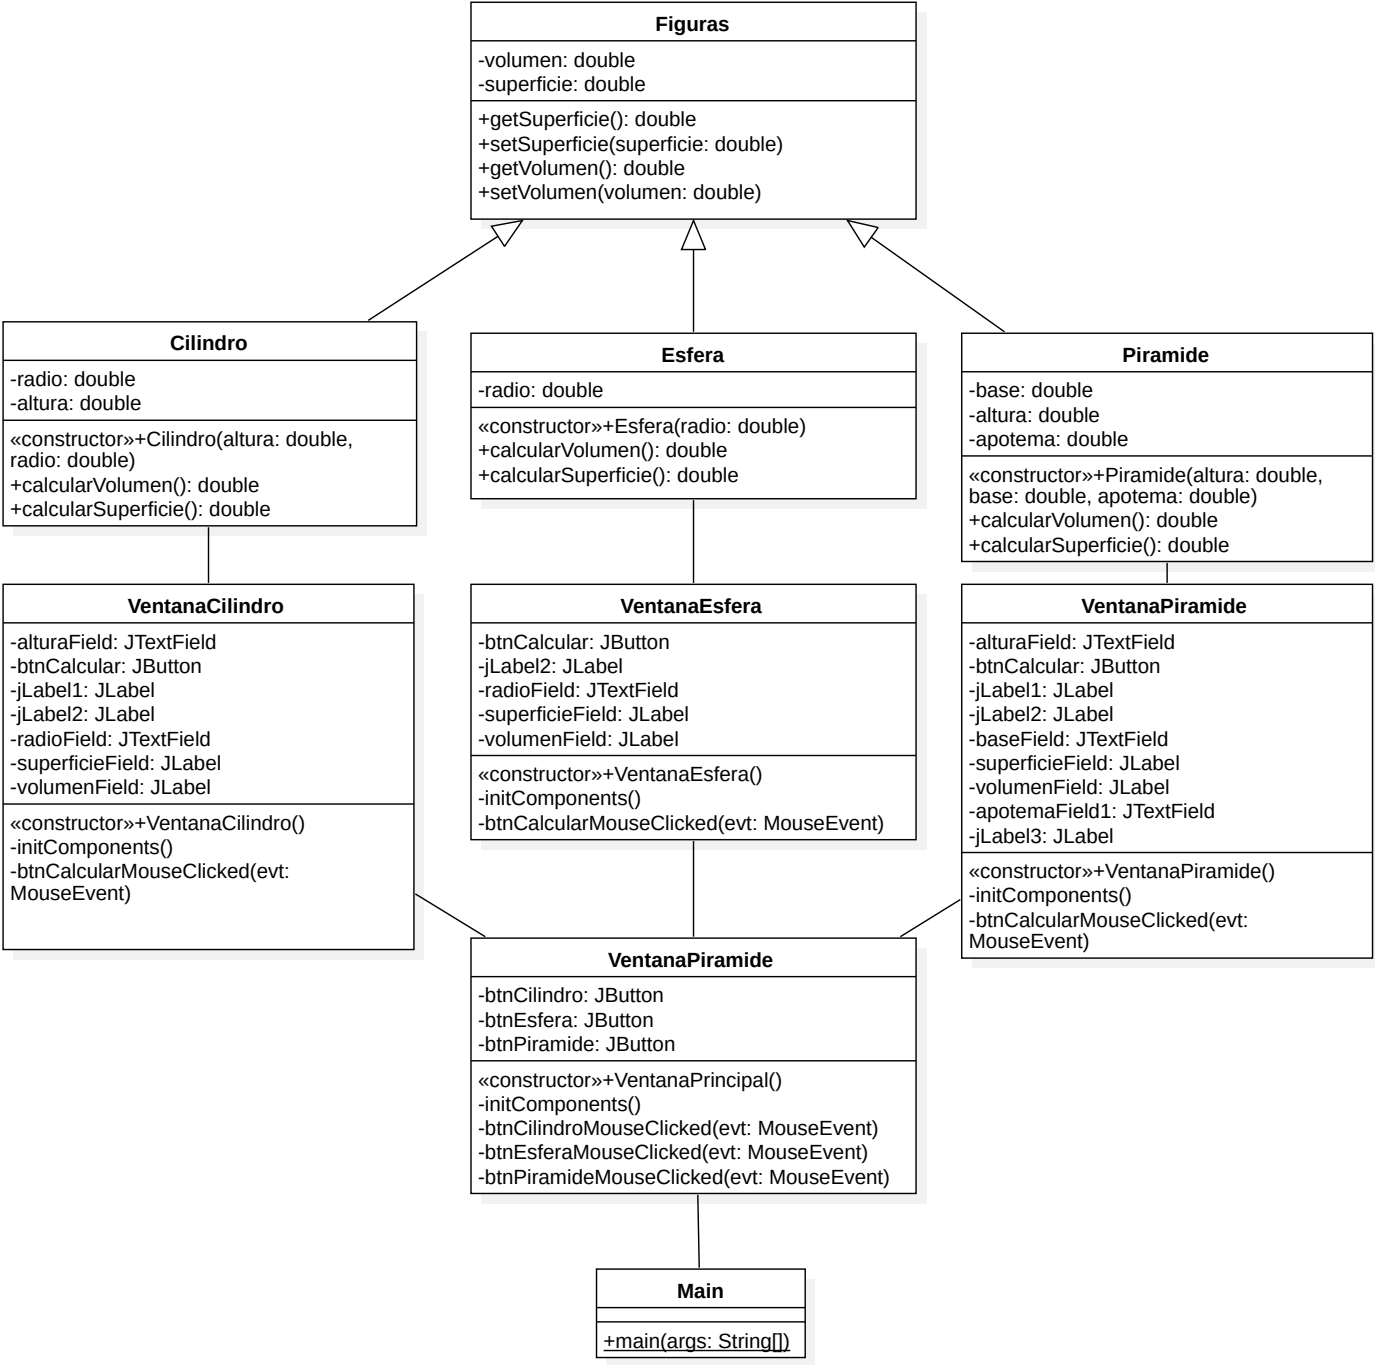 Figuras
-volumen: double
-superficie: double
+getSuperficie(): double
+setSuperficie(superficie: double)
+getVolumen(): double
+setVolumen(volumen: double)
Cilindro
-radio: double
-altura: double
«constructor»+Cilindro(altura: double,
radio: double)
+calcularVolumen(): double
+calcularSuperficie(): double
Esfera
-radio: double
«constructor»+Esfera(radio: double)
+calcularVolumen(): double
+calcularSuperficie(): double
Piramide
-base: double
-altura: double
-apotema: double
«constructor»+Piramide(altura: double,
base: double, apotema: double)
+calcularVolumen(): double
+calcularSuperficie(): double
VentanaCilindro
-alturaField: JTextField
-btnCalcular: JButton
-jLabel1: JLabel
-jLabel2: JLabel
-radioField: JTextField
-superficieField: JLabel
-volumenField: JLabel
«constructor»+VentanaCilindro()
-initComponents()
-btnCalcularMouseClicked(evt:
MouseEvent)
VentanaEsfera
-btnCalcular: JButton
-jLabel2: JLabel
-radioField: JTextField
-superficieField: JLabel
-volumenField: JLabel
«constructor»+VentanaEsfera()
-initComponents()
-btnCalcularMouseClicked(evt: MouseEvent)
VentanaPiramide
-alturaField: JTextField
-btnCalcular: JButton
-jLabel1: JLabel
-jLabel2: JLabel
-baseField: JTextField
-superficieField: JLabel
-volumenField: JLabel
-apotemaField1: JTextField
-jLabel3: JLabel
«constructor»+VentanaPiramide()
-initComponents()
-btnCalcularMouseClicked(evt:
MouseEvent)
VentanaPiramide
-btnCilindro: JButton
-btnEsfera: JButton
-btnPiramide: JButton
«constructor»+VentanaPrincipal()
-initComponents()
-btnCilindroMouseClicked(evt: MouseEvent)
-btnEsferaMouseClicked(evt: MouseEvent)
-btnPiramideMouseClicked(evt: MouseEvent)
Main
+main(args: String[])